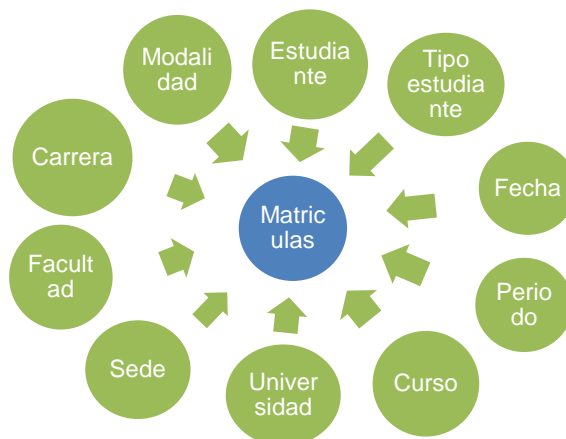 Modali
dad
Estudia
nte
Tipo
estudia
nte
Carrera
Fecha
Matric
ulas
Facult
ad
Perio
do
Sede
Univer
sidad
Curso